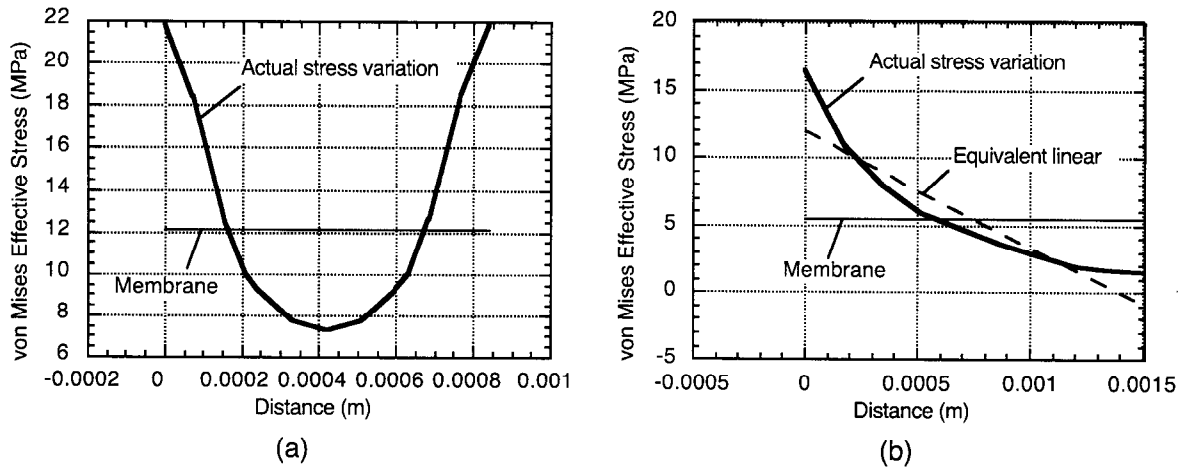 von Mises Effective Stress (MPa)
22
20
18
16
14
12
10
8
6
-0.0002
0
0.0002
0.0004
0.0006
0.0008
0.001
Distance (m)
Actual stress variation
Membrane
(a)
von Mises Effective Stress (MPa)
20
15
10
5
0
-5
-0.0005
0
0.0005
0.001
0.0015
Distance (m)
Actual stress variation
Equivalent linear
Membrane
(b)